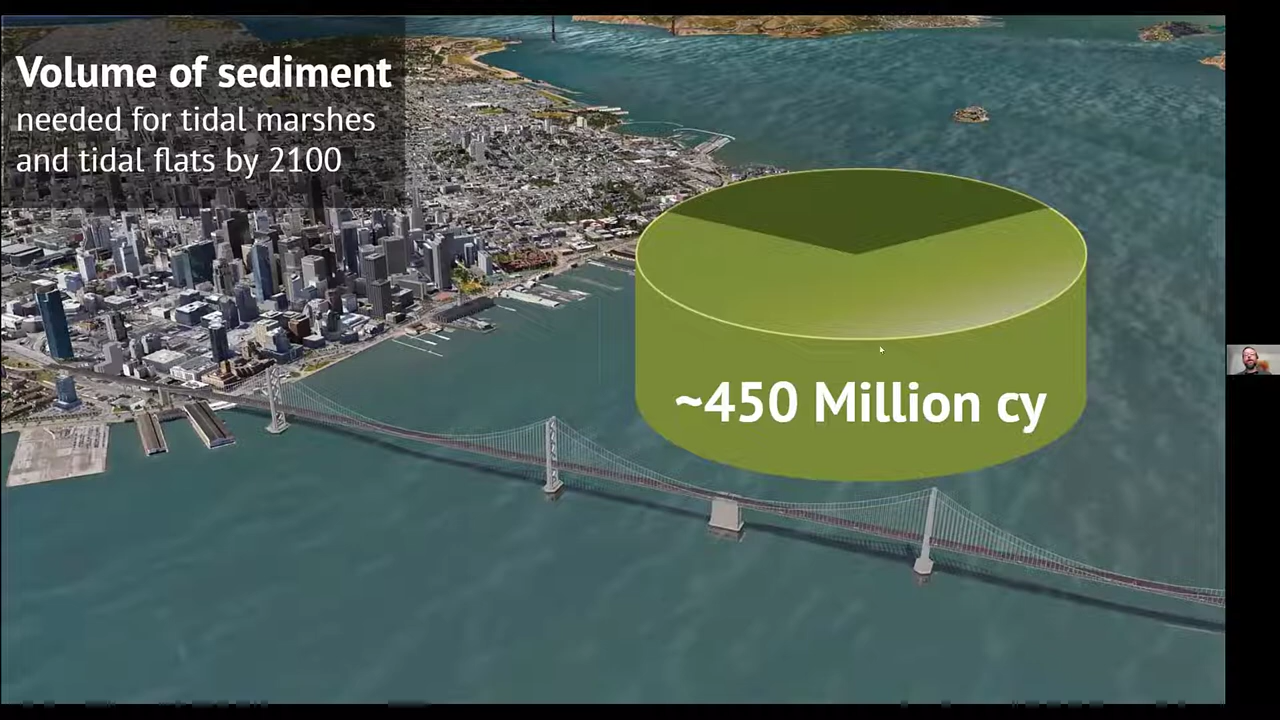 Volume of sediment
needed for tidal marshes
and tidal flats by 2100
~450 Million cy